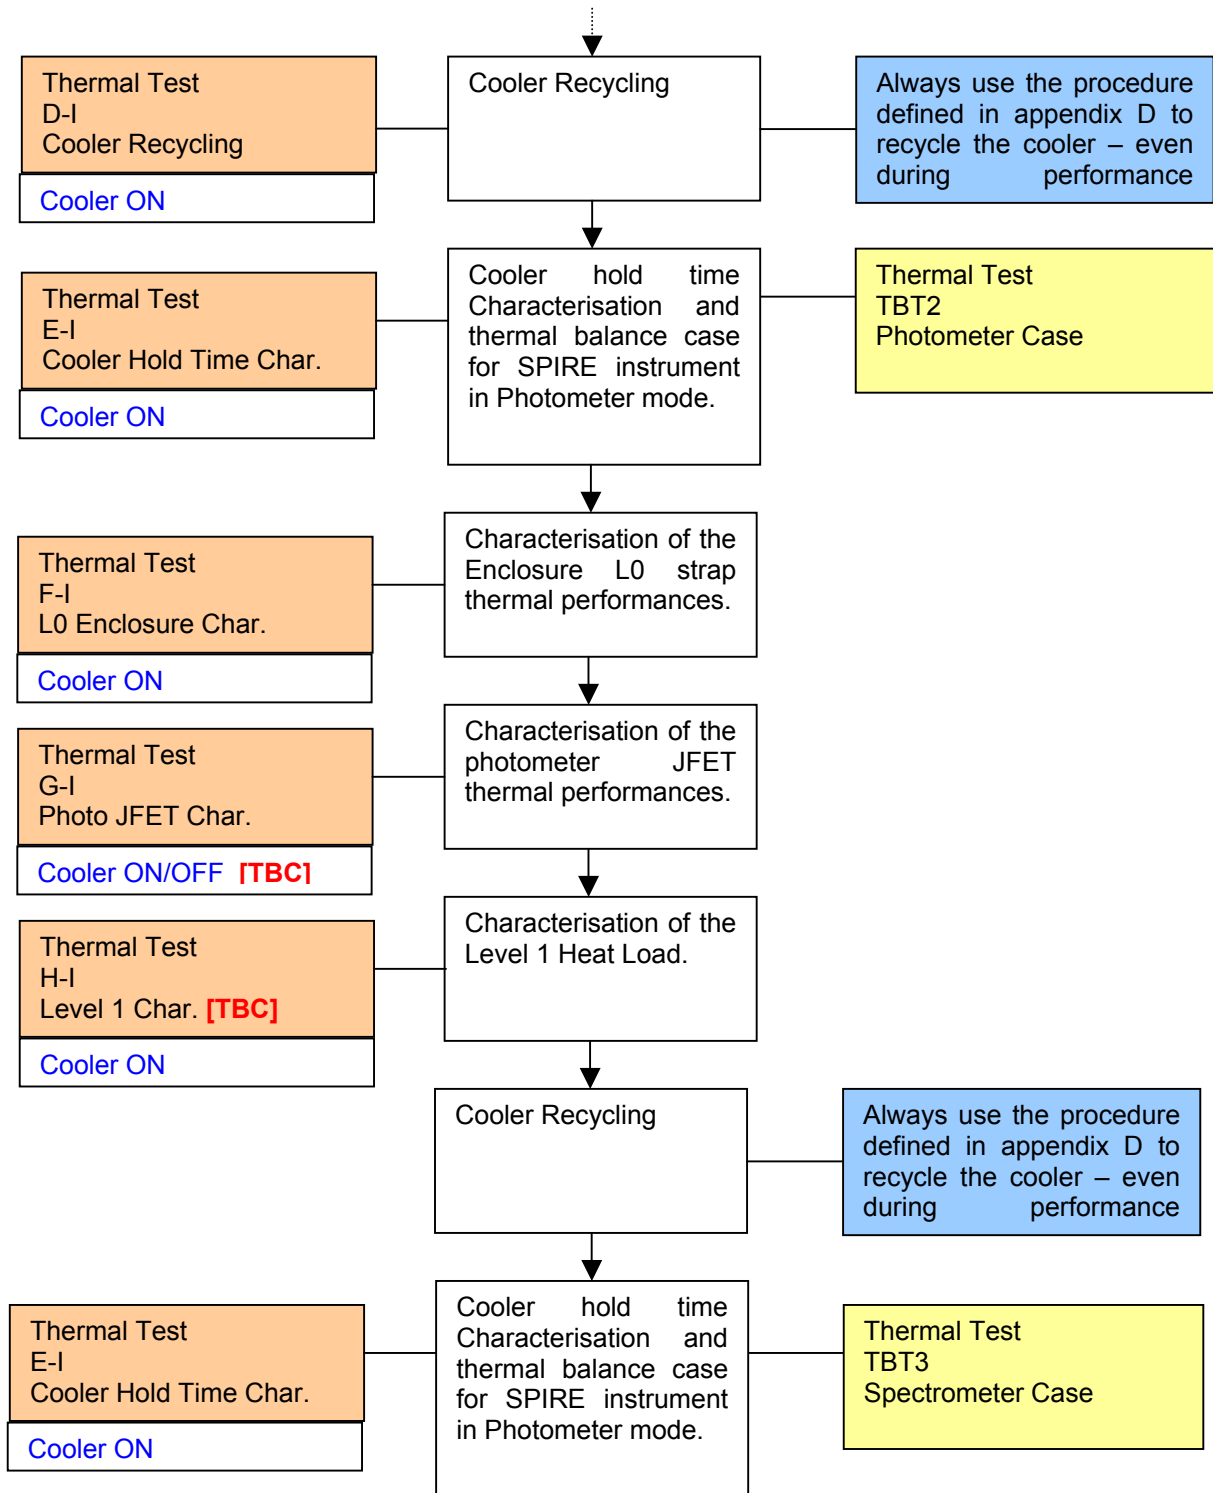 Thermal Test
D-I
Cooler Recycling
Cooler ON
Cooler Recycling
Always use the procedure
defined in appendix D to
recycle the cooler – even
during performance
Thermal Test
E-I
Cooler Hold Time Char.
Cooler ON
Cooler hold time
Characterisation and
thermal balance case
for SPIRE instrument
in Photometer mode.
Thermal Test
TBT2
Photometer Case
Thermal Test
F-I
L0 Enclosure Char.
Cooler ON
Characterisation of the
Enclosure L0 strap
thermal performances.
Thermal Test
G-I
Photo JFET Char.
Cooler ON/OFF [TBC]
Characterisation of the
photometer JFET
thermal performances.
Thermal Test
H-I
Level 1 Char. [TBC]
Cooler ON
Characterisation of the
Level 1 Heat Load.
Cooler Recycling
Always use the procedure
defined in appendix D to
recycle the cooler – even
during performance
Thermal Test
E-I
Cooler Hold Time Char.
Cooler ON
Cooler hold time
Characterisation and
thermal balance case
for SPIRE instrument
in Photometer mode.
Thermal Test
TBT3
Spectrometer Case